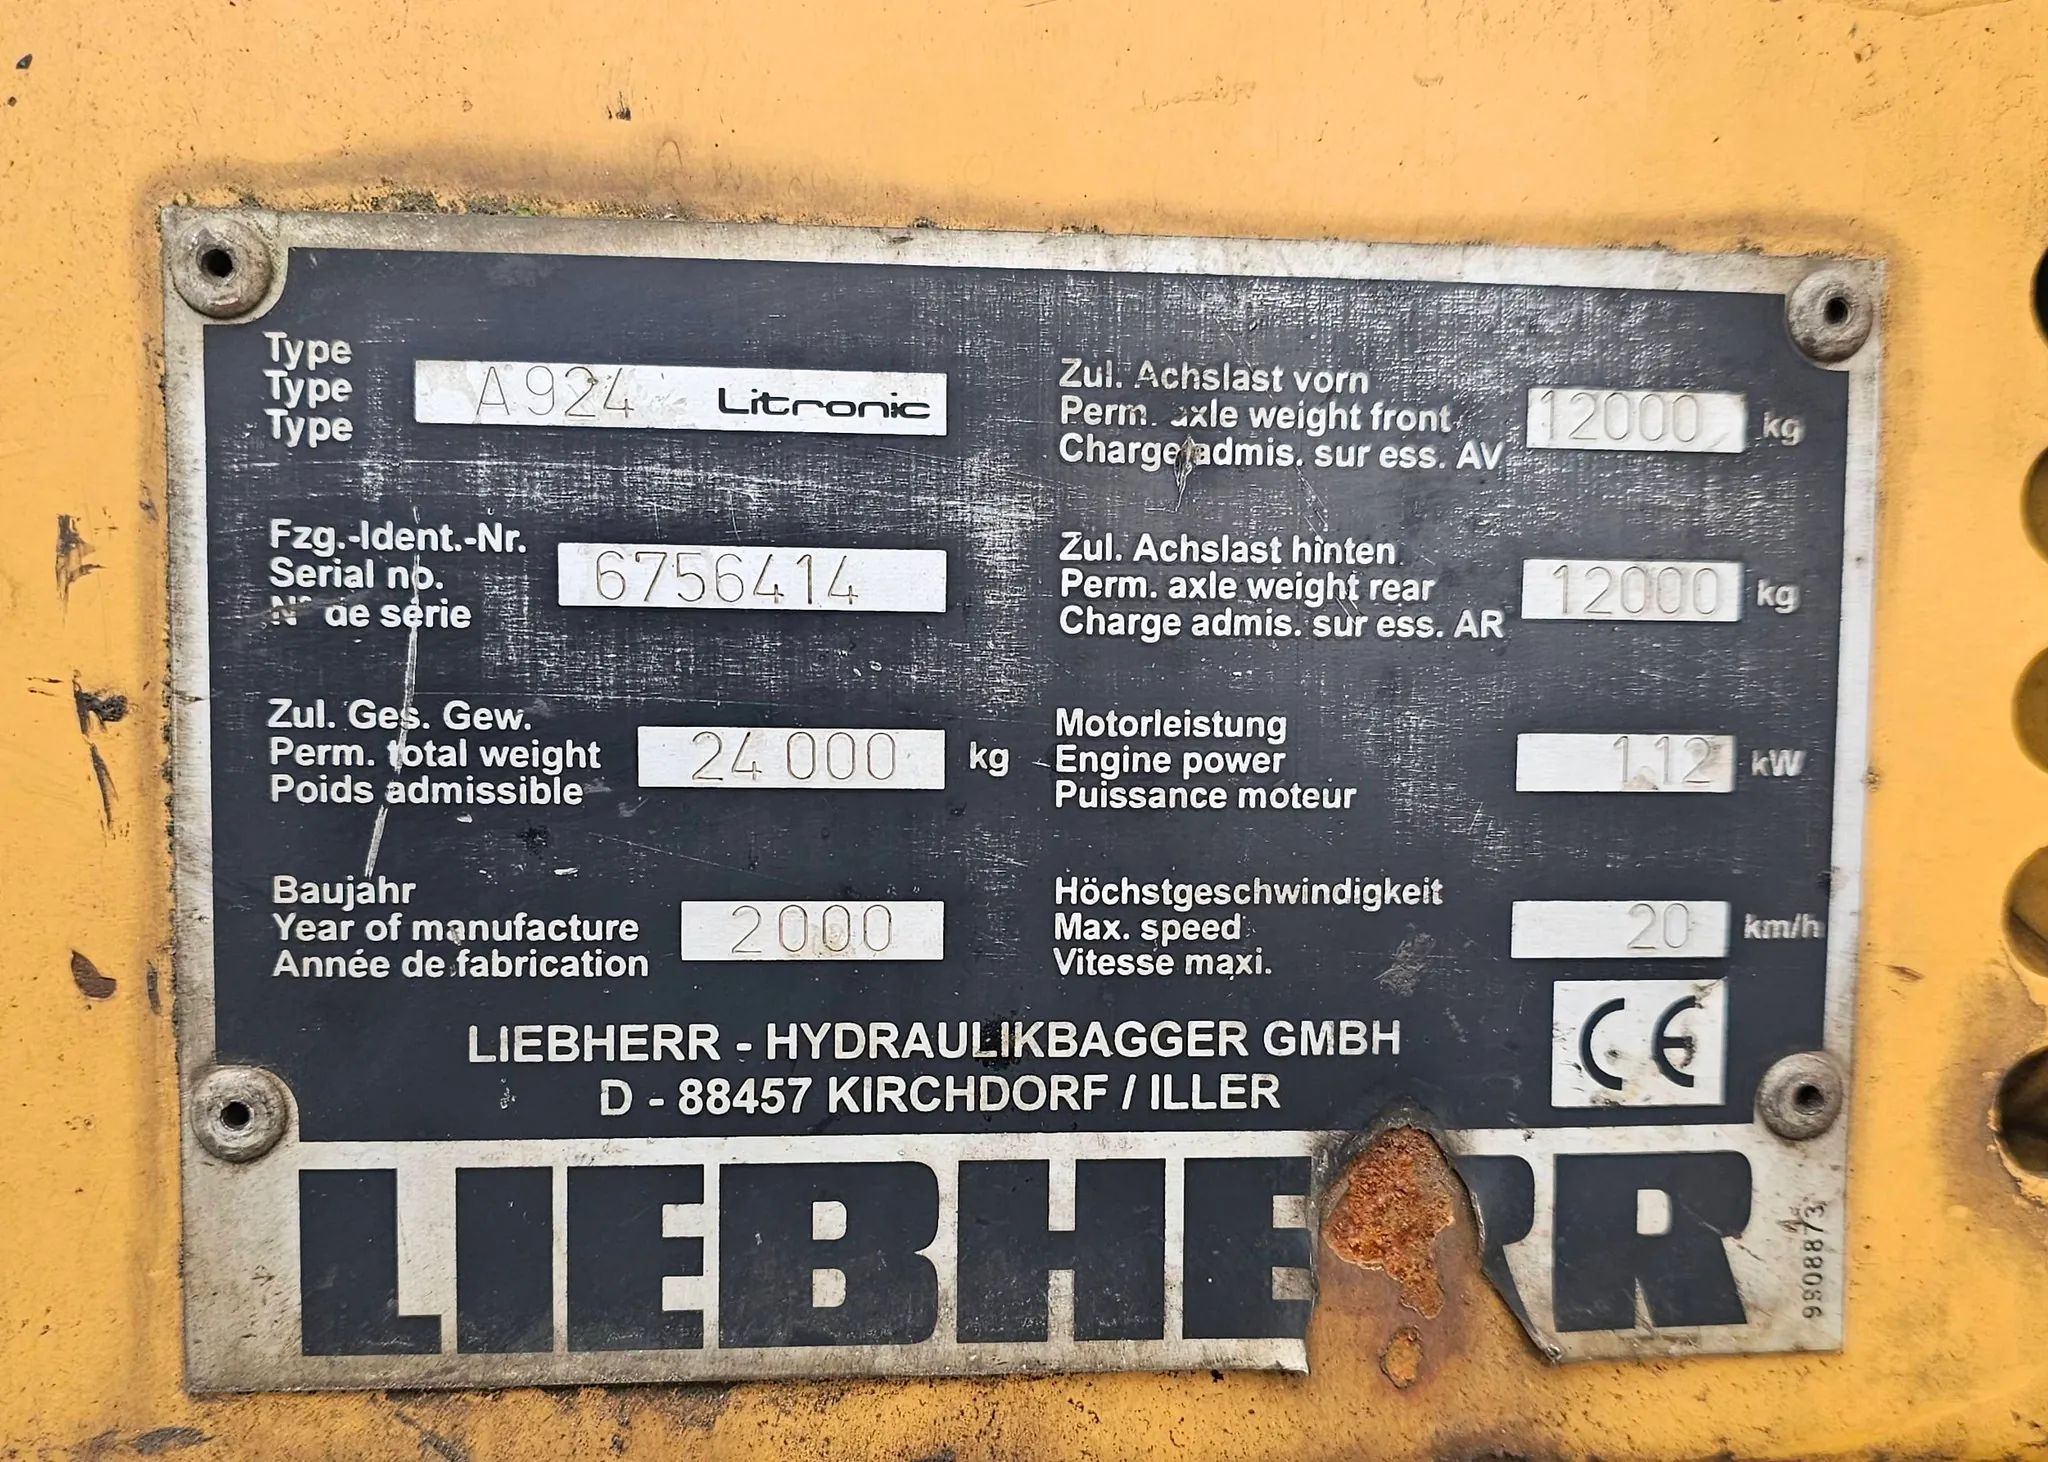 Type
Type
Type
A924 Litronic
Fzg.-Ident.-Nr.
Serial no.
N° de série
6756414
Zul. Ges. Gew.
Perm. total weight
Poids admissible
24 000 kg
Baujahr
Year of manufacture
Année de fabrication
2000
Zul. Achslast vorn
Perm. axle weight front
Charge admis. sur ess. AV
12000 kg
Zul. Achslast hinten
Perm. axle weight rear
Charge admis. sur ess. AR
12000 kg
Motorleistung
Engine power
Puissance moteur
112 kW
Höchstgeschwindigkeit
Max. speed
Vitesse maxi.
20 km/h
CE
LIEBHERR - HYDRAULIKBAGGER GMBH
D - 88457 KIRCHDORF / ILLER
LIEBHERR